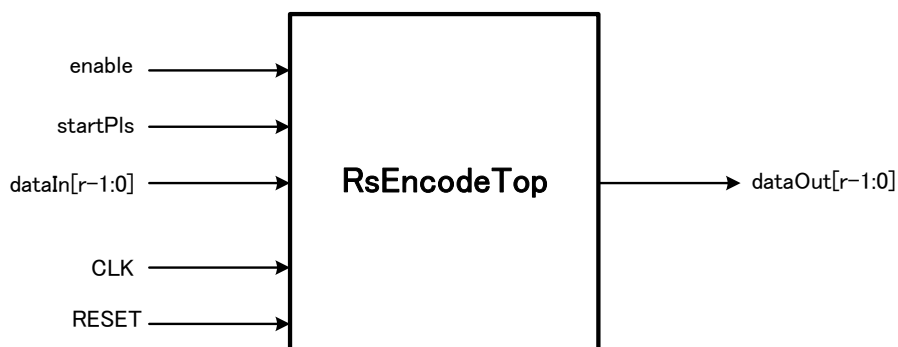 enable
startPls
dataIn[r-1:0]
RsEncodeTop
dataOut[r-1:0]
CLK
RESET